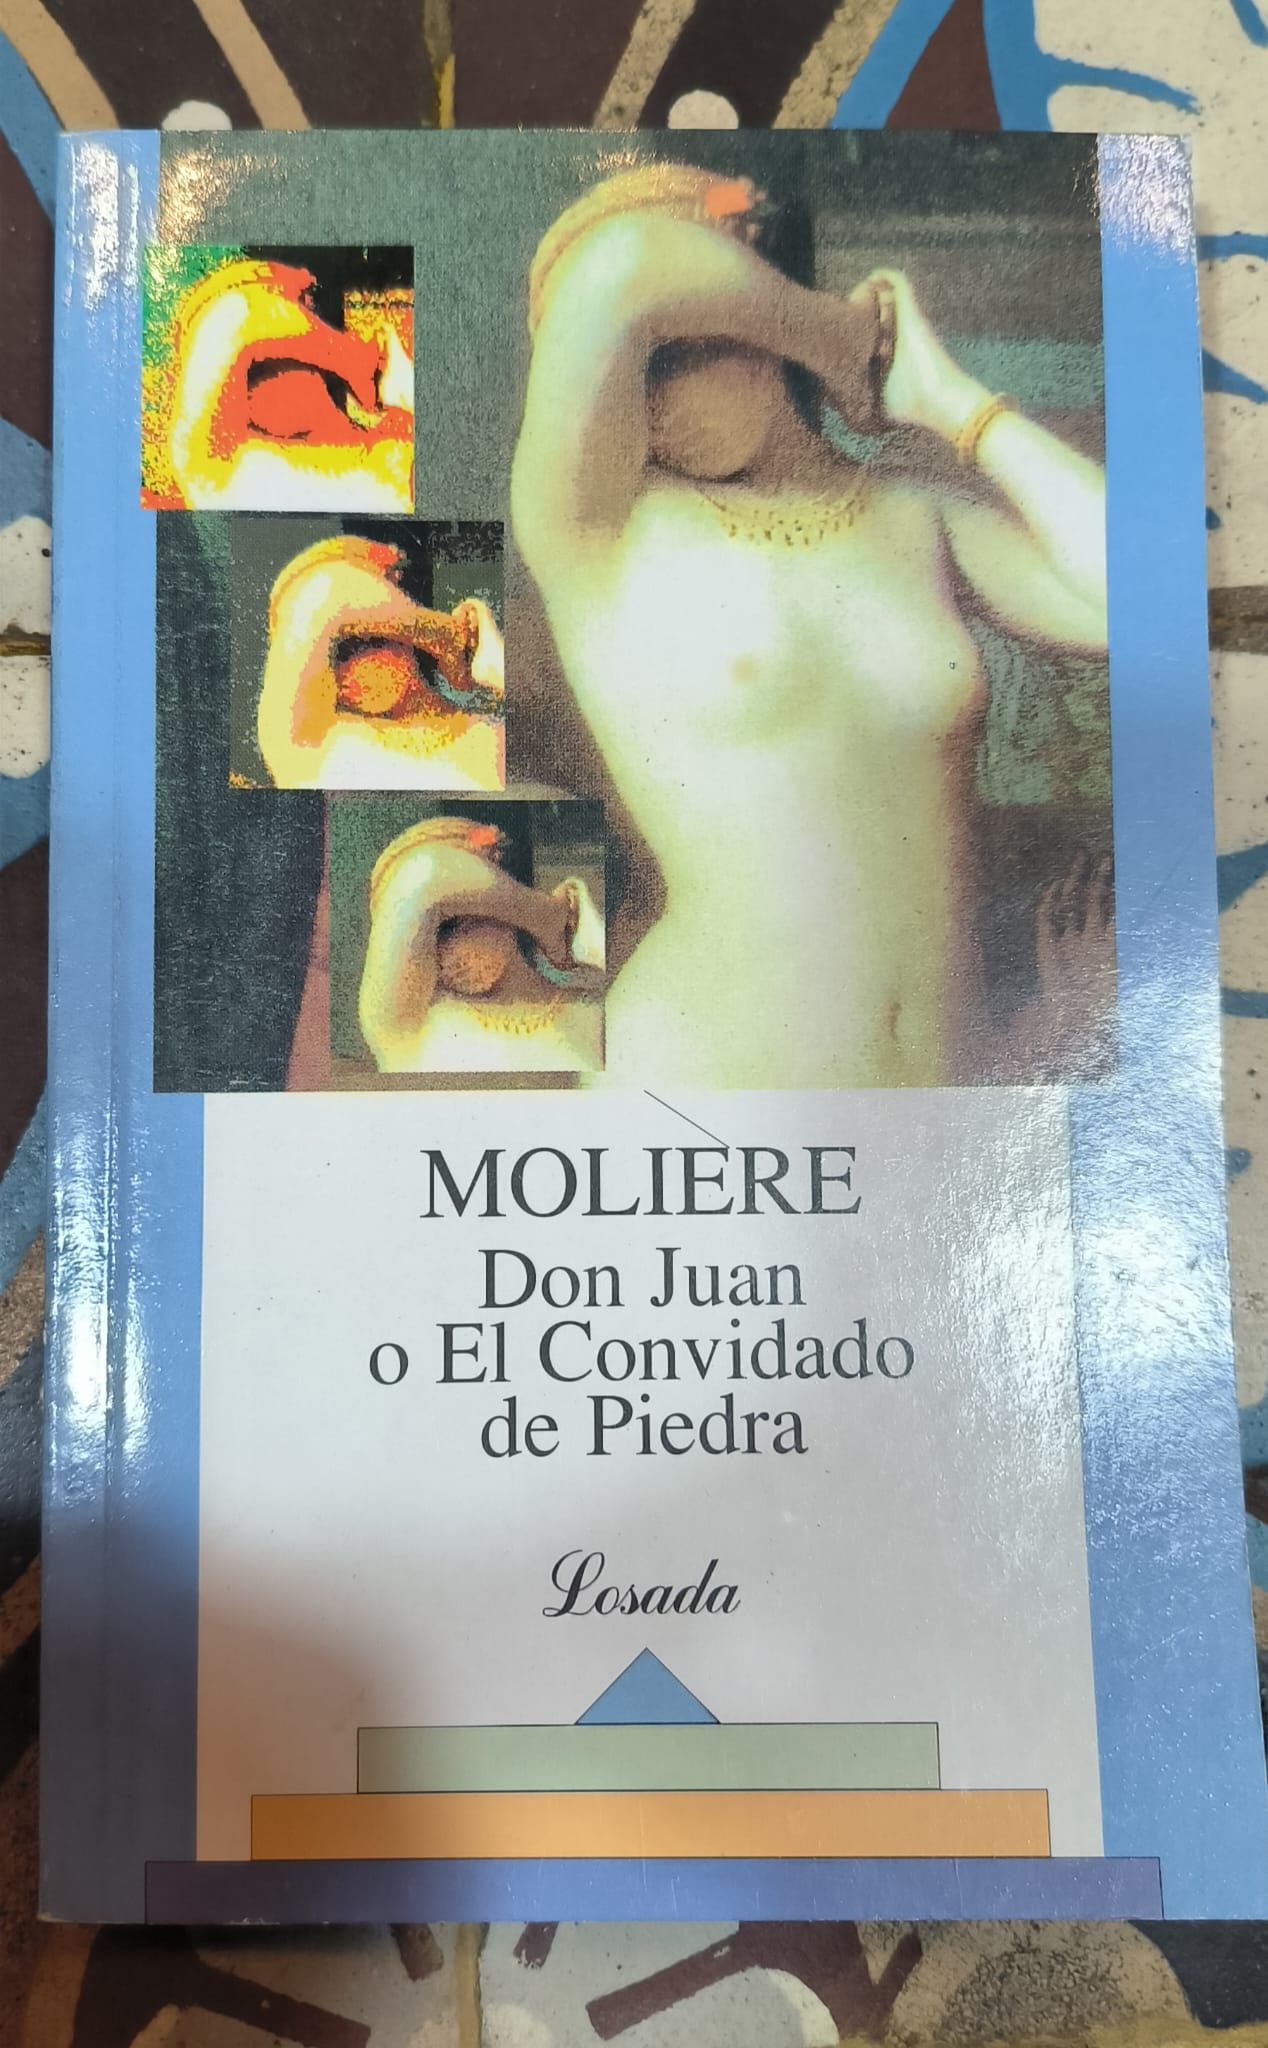 MOLIÈRE
Don Juan
o El Convidado
de Piedra
Losada